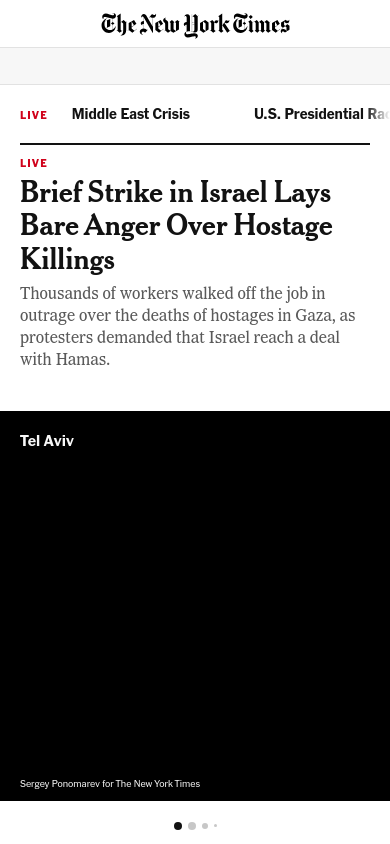 The New York Times
LIVE Middle East Crisis U.S. Presidential Rac
LIVE
Brief Strike in Israel Lays
Bare Anger Over Hostage
Killings
Thousands of workers walked off the job in
outrage over the deaths of hostages in Gaza, as
protesters demanded that Israel reach a deal
with Hamas.
Tel Aviv
Sergey Ponomarev for The New York Times